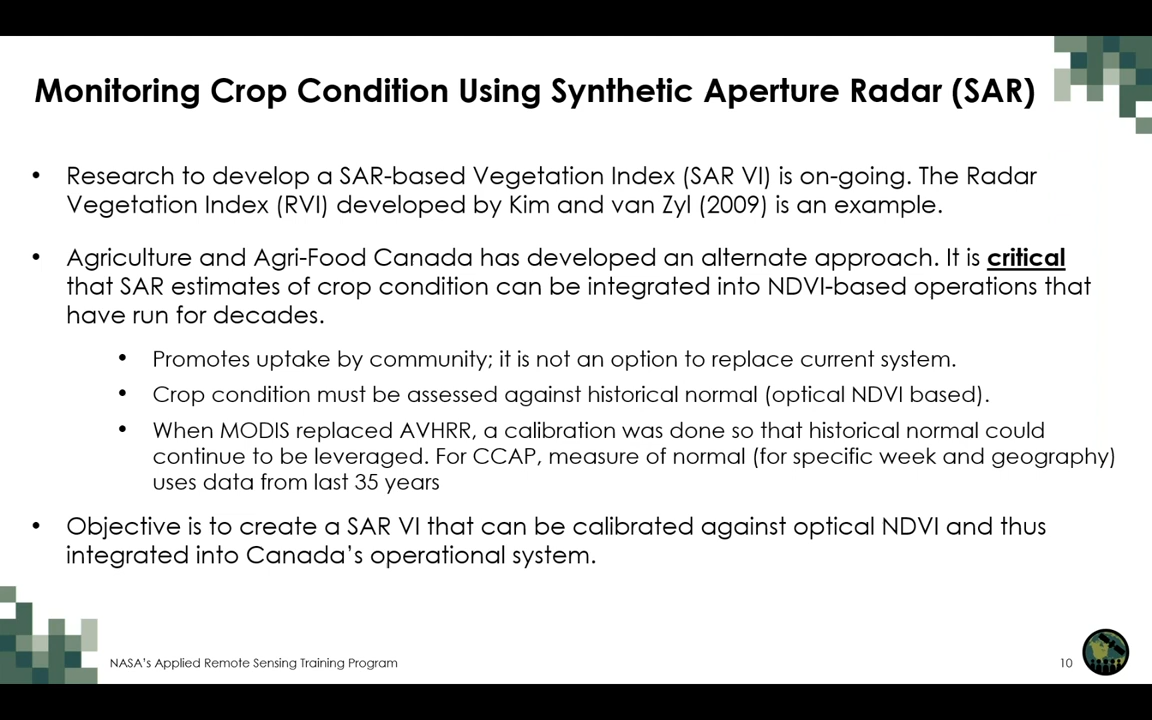 Monitoring Crop Condition Using Synthetic Aperture Radar (SAR)
• Research to develop a SAR-based Vegetation Index (SAR VI) is on-going. The Radar
Vegetation Index (RVI) developed by Kim and van Zyl (2009) is an example.
• Agriculture and Agri-Food Canada has developed an alternate approach. It is critical
that SAR estimates of crop condition can be integrated into NDVI-based operations that
have run for decades.
• Promotes uptake by community; it is not an option to replace current system.
• Crop condition must be assessed against historical normal (optical NDVI based).
• When MODIS replaced AVHRR, a calibration was done so that historical normal could
continue to be leveraged. For CCAP, measure of normal (for specific week and geography)
uses data from last 35 years
• Objective is to create a SAR VI that can be calibrated against optical NDVI and thus
integrated into Canada's operational system.
NASA's Applied Remote Sensing Training Program
10